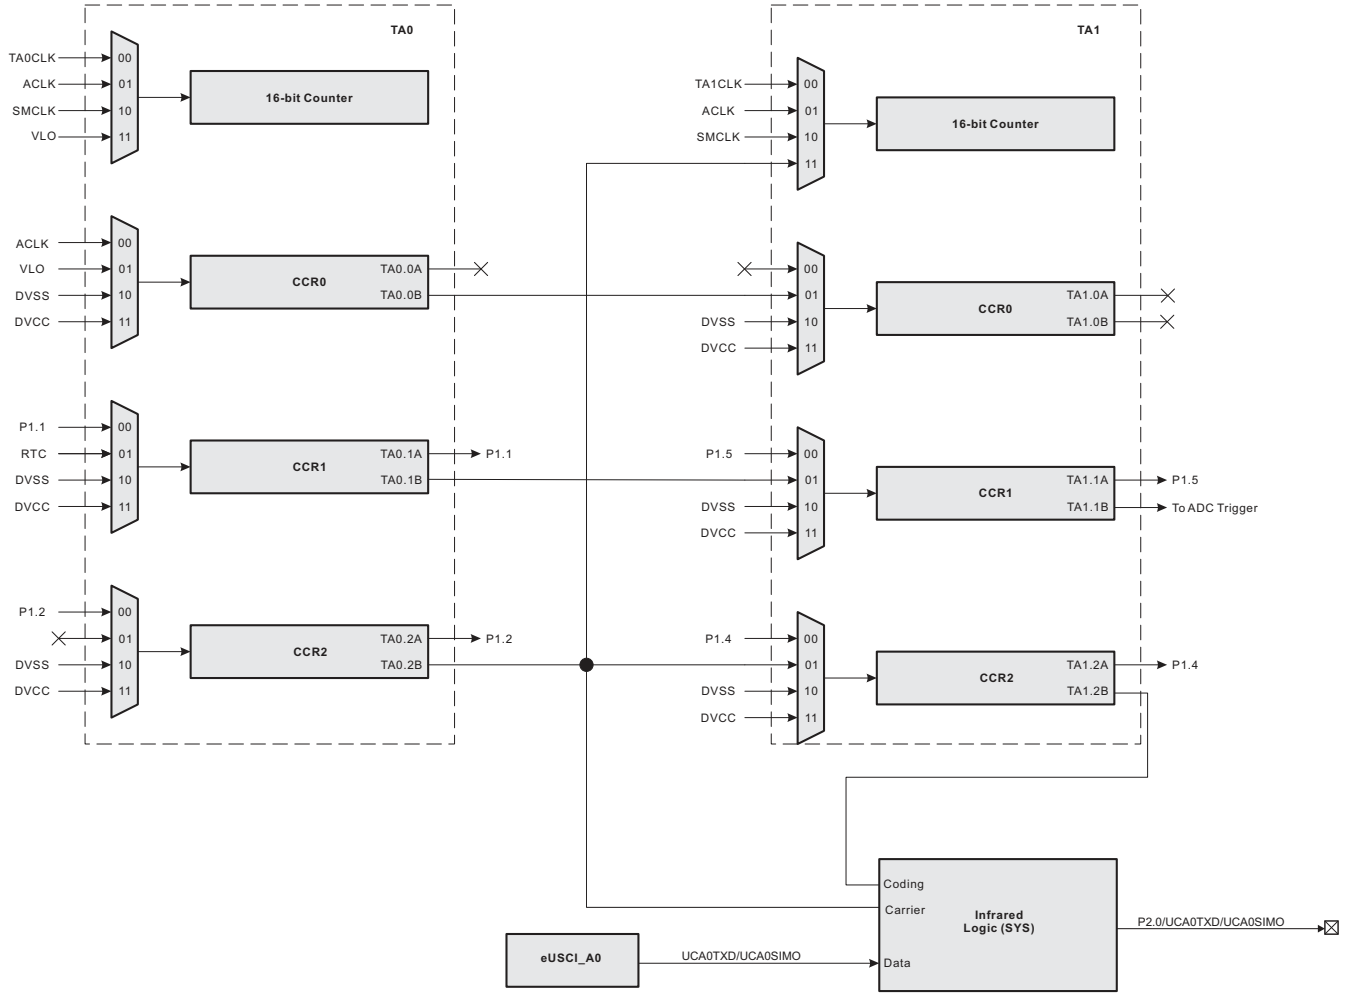 TA0
TA0CLK
00
ACLK
01
16-bit Counter
SMCLK
10
VLO
11
ACLK
00
VLO
01
CCR0
TA0.0A
DVSS
10
TA0.0B
DVCC
11
P1.1
00
RTC
01
CCR1
TA0.1A
P1.1
DVSS
10
TA0.1B
DVCC
11
P1.2
00
01
CCR2
TA0.2A
P1.2
DVSS
10
TA0.2B
DVCC
11
TA1
TA1CLK
00
ACLK
01
16-bit Counter
SMCLK
10
11
00
01
CCR0
TA1.0A
DVSS
10
TA1.0B
DVCC
11
P1.5
00
01
CCR1
TA1.1A
P1.5
DVSS
10
TA1.1B
To ADC Trigger
DVCC
11
P1.4
00
01
CCR2
TA1.2A
P1.4
DVSS
10
TA1.2B
DVCC
11
Coding
Carrier
Infrared
Logic (SYS)
P2.0/UCA0TXD/UCA0SIMO
eUSCI_A0
UCA0TXD/UCA0SIMO
Data